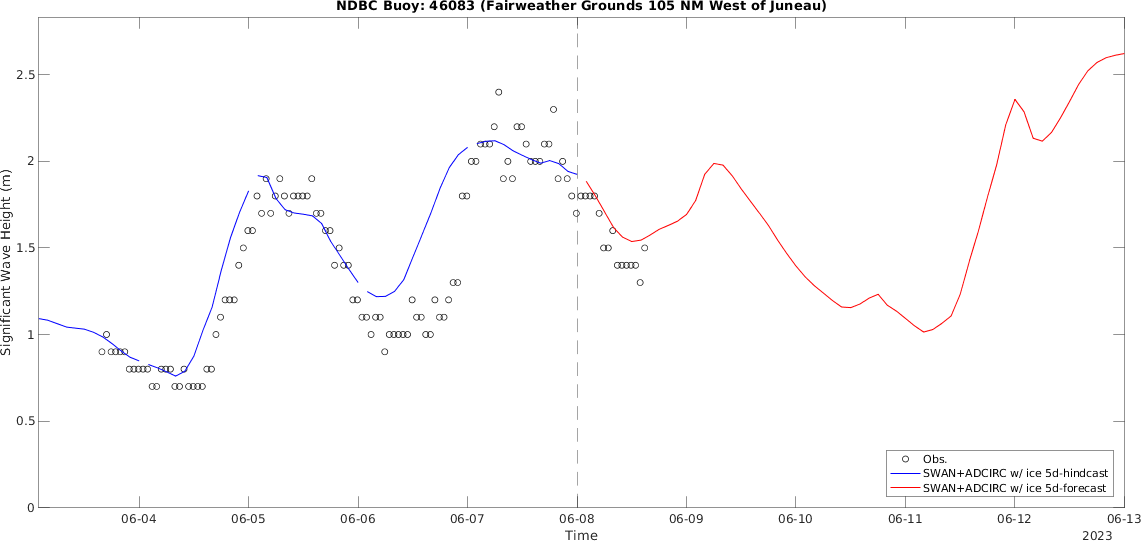 NDBC Buoy: 46083 (Fairweather Grounds 105 NM West of Juneau)
Significant Wave Height (m)
2.5
2
1.5
1
0.5
0
Obs.
SWAN+ADCIRC w/ ice 5d-hindcast
SWAN+ADCIRC w/ ice 5d-forecast
06-04 06-05 06-06 06-07 06-08 06-09 06-10 06-11 06-12 06-13
Time
2023